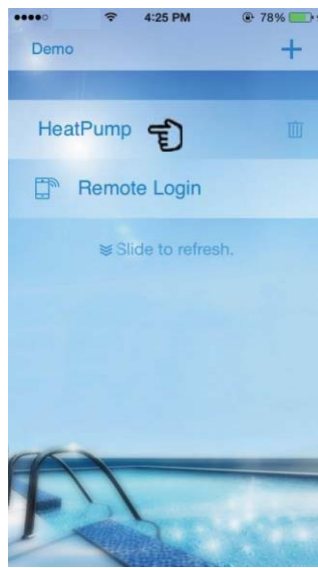 4:25 PM 78%
Demo
HeatPump
Remote Login
Slide to refresh.